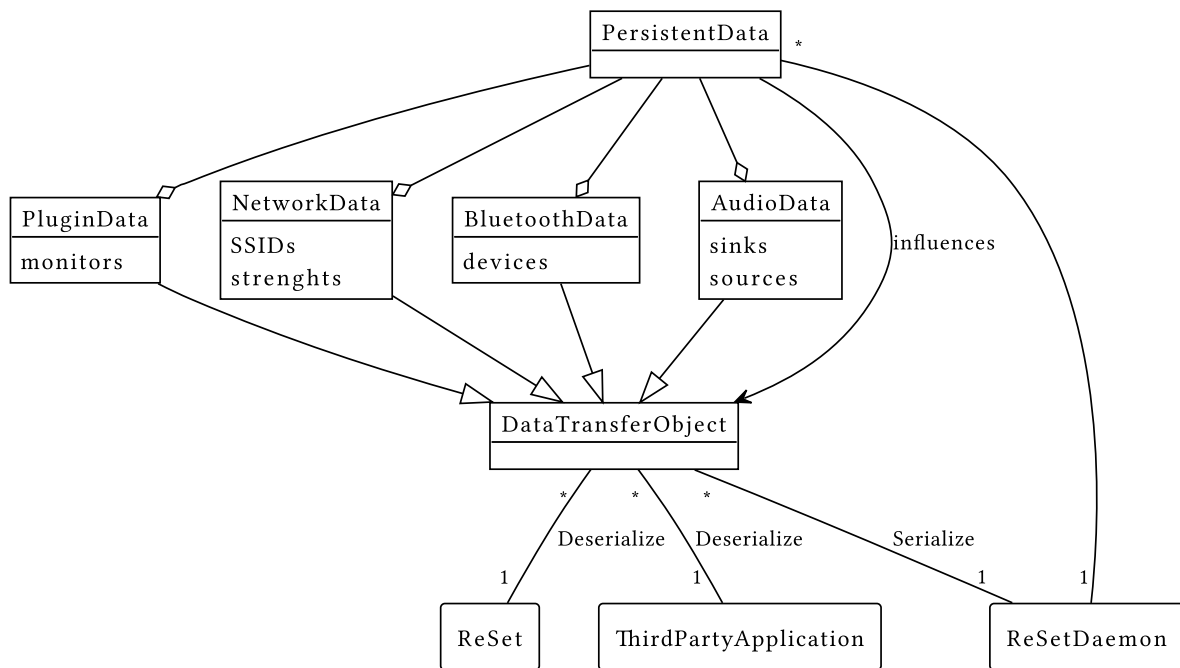 PersistentData
*
PluginData
monitors
NetworkData
SSIDs
strenghts
BluetoothData
devices
AudioData
sinks
sources
influences
DataTransferObject
*
*
*
Deserialize
Deserialize
Serialize
1
1
1
1
ReSet
ThirdPartyApplication
ReSetDaemon